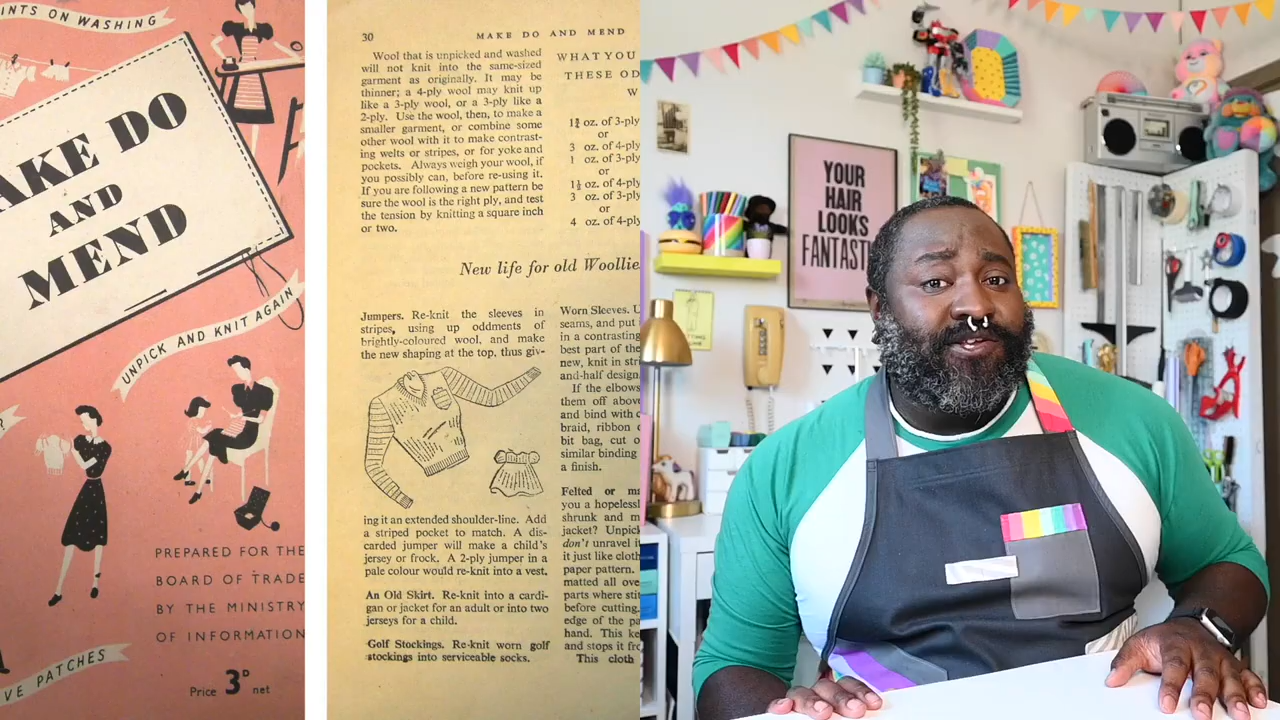 INTS ON WASHING
AKE DO
AND
MEND
UNPICK AND KNIT AGAIN
PREPARED FOR THE
BOARD OF TRADE
BY THE MINISTRY
OF INFORMATION
VE PATCHES
Price 3ᴰ net
30 MAKE DO AND MEND
Wool that is unpicked and washed
will not knit into the same-sized
garment as originally. It may be
thinner; a 4-ply wool may knit up
like a 3-ply wool, or a 3-ply like a
2-ply. Use the wool, then, to make a
smaller garment, or combine some
other wool with it to make contrast-
ing welts or stripes, or for yoke and
pockets. Always weigh your wool, if
you possibly can, before re-using it.
If you are following a new pattern be
sure the wool is the right ply, and test
the tension by knitting a square inch
or two.
WHAT YOU
THESE OD
W
1¾ oz. of 3-ply
or
3 oz. of 4-ply
1 oz. of 3-ply
or
1½ oz. of 4-ply
3 oz. of 3-ply
or
4 oz. of 4-ply
New life for old Woollie
Jumpers. Re-knit the sleeves in
stripes, using up oddments of
brightly-coloured wool, and make
the new shaping at the top, thus giv-
ing it an extended shoulder-line. Add
a striped pocket to match. A dis-
carded jumper will make a child's
jersey or frock. A 2-ply jumper in a
pale colour would re-knit into a vest.
An Old Skirt. Re-knit into a cardi-
gan or jacket for an adult or into two
jerseys for a child.
Golf Stockings. Re-knit worn golf
stockings into serviceable socks.
Worn Sleeves. U
seams, and put
in a contrasting
best part of the
new, knit in stri
and-half design.
If the elbows
them off above
and bind with c
braid, ribbon o
bit bag, cut o
similar binding
a finish.
Felted or ma
you a hopeless
shrunk and m
jacket? Unpick
don't unravel it
it just like cloth
paper pattern.
matted all ove
parts where stit
before cutting.
edge of the pa
hand. This ke
and stops it fro
This cloth
YOUR
HAIR
LOOKS
FANTAST